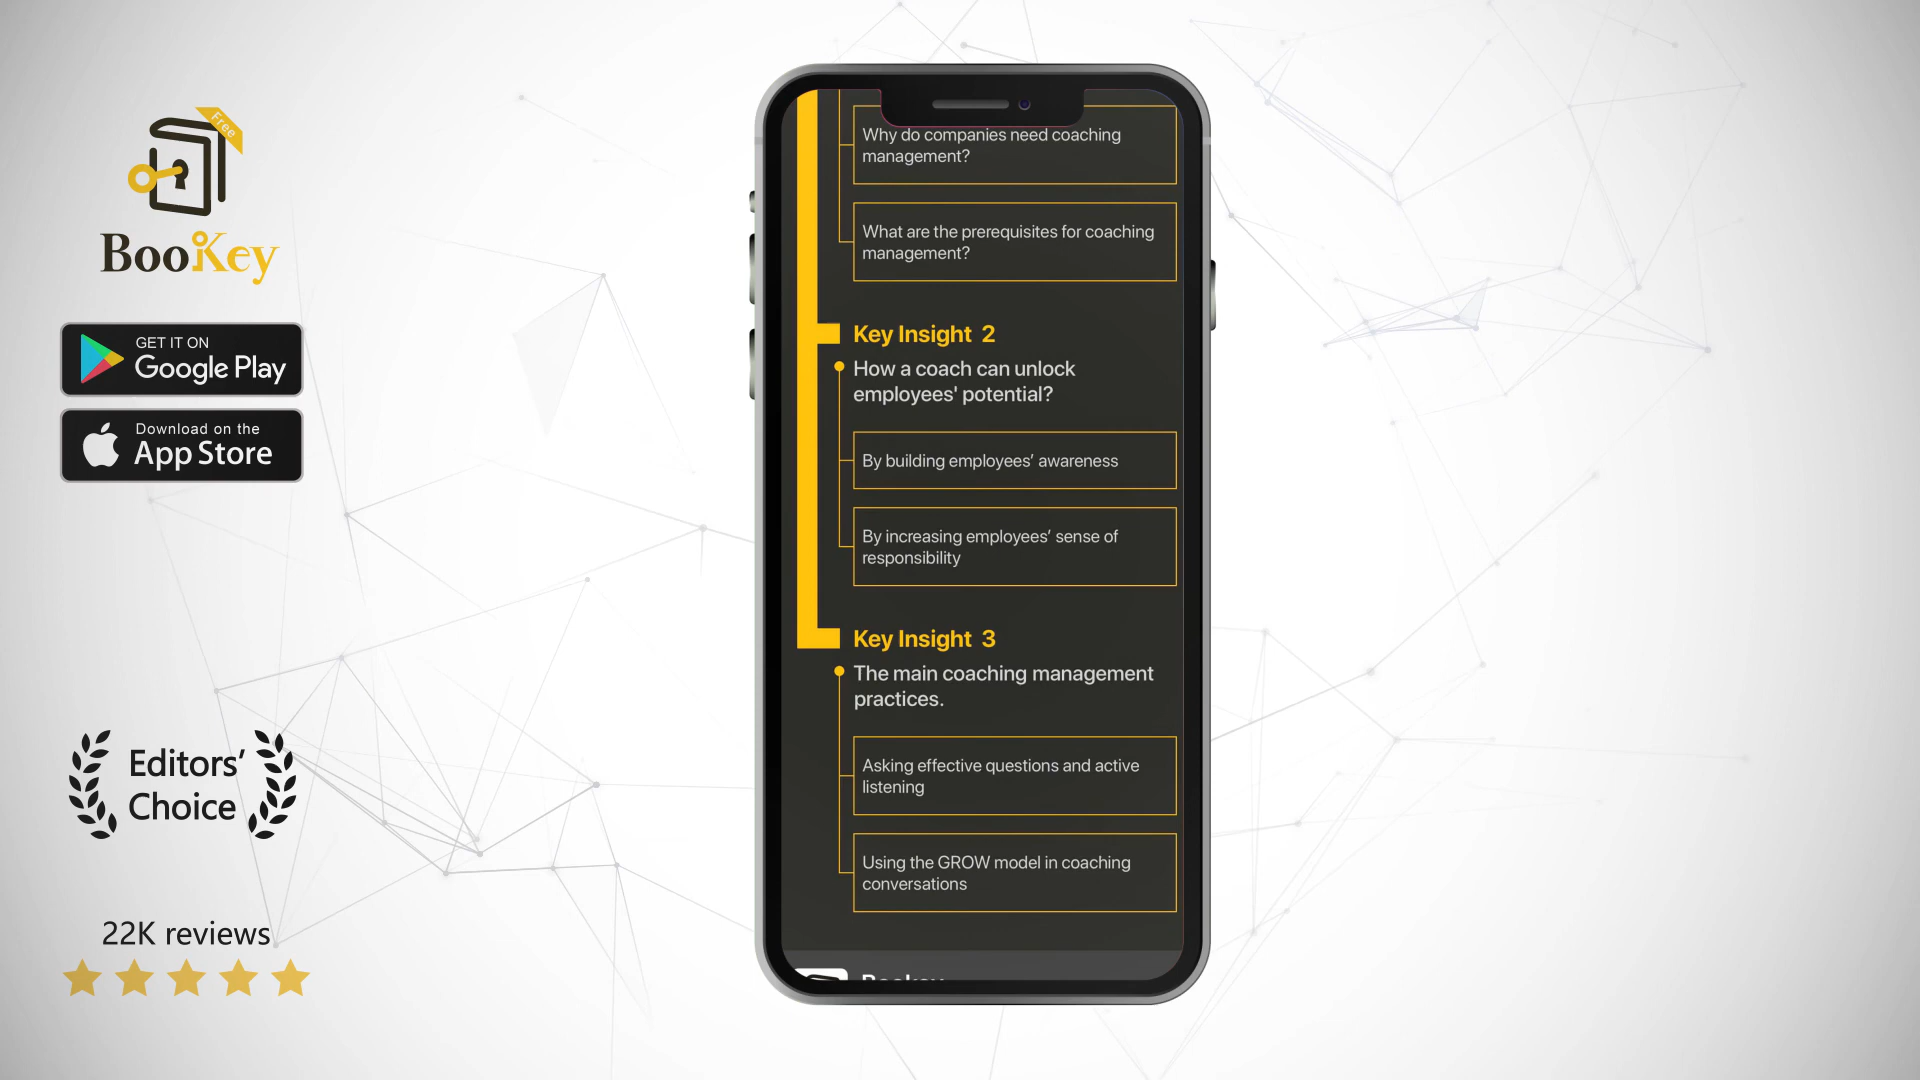 Free
BooKey
GET IT ON
Google Play
Download on the
App Store
Editors’
Choice
22K reviews
Why do companies need coaching
management?
What are the prerequisites for coaching
management?
Key Insight 2
How a coach can unlock
employees' potential?
By building employees’ awareness
By increasing employees’ sense of
responsibility
Key Insight 3
The main coaching management
practices.
Asking effective questions and active
listening
Using the GROW model in coaching
conversations
Bookey